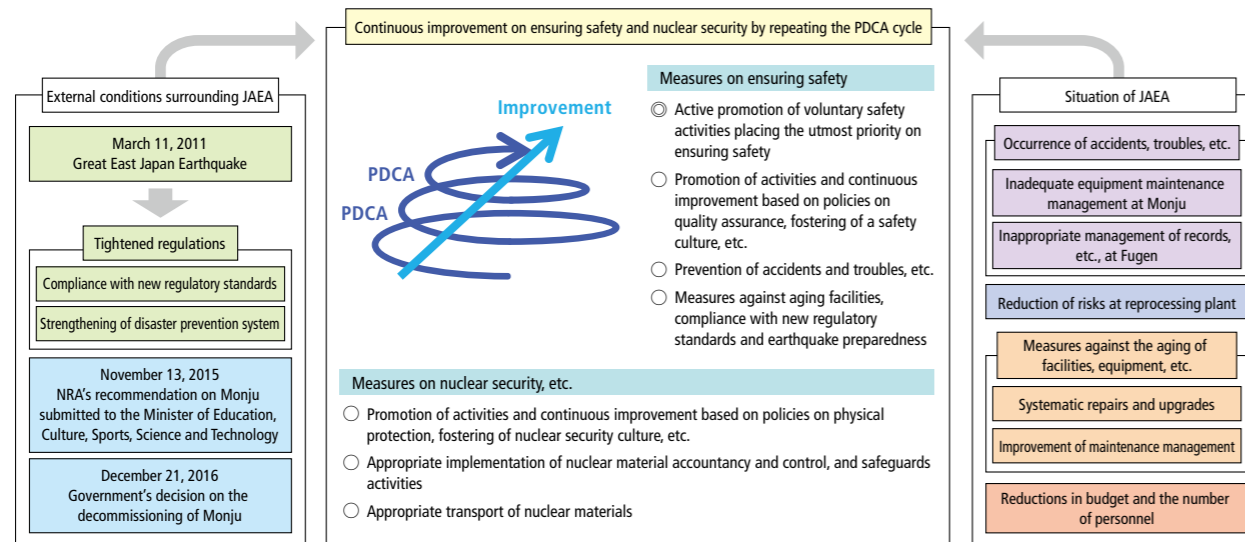 Continuous improvement on ensuring safety and nuclear security by repeating the PDCA cycle
External conditions surrounding JAEA
March 11, 2011
Great East Japan Earthquake
Tightened regulations
Compliance with new regulatory standards
Strengthening of disaster prevention system
November 13, 2015
NRA's recommendation on Monju
submitted to the Minister of Education,
Culture, Sports, Science and Technology
December 21, 2016
Government's decision on the
decommissioning of Monju
Improvement
PDCA
PDCA
Measures on ensuring safety
◎ Active promotion of voluntary safety
activities placing the utmost priority on
ensuring safety
○ Promotion of activities and continuous
improvement based on policies on
quality assurance, fostering of a safety
culture, etc.
○ Prevention of accidents and troubles, etc.
○ Measures against aging facilities,
compliance with new regulatory
standards and earthquake preparedness
Measures on nuclear security, etc.
○ Promotion of activities and continuous improvement based on policies on physical
protection, fostering of nuclear security culture, etc.
○ Appropriate implementation of nuclear material accountancy and control, and safeguards
activities
○ Appropriate transport of nuclear materials
Situation of JAEA
Occurrence of accidents, troubles, etc.
Inadequate equipment maintenance
management at Monju
Inappropriate management of records,
etc., at Fugen
Reduction of risks at reprocessing plant
Measures against the aging of
facilities, equipment, etc.
Systematic repairs and upgrades
Improvement of maintenance management
Reductions in budget and the number
of personnel